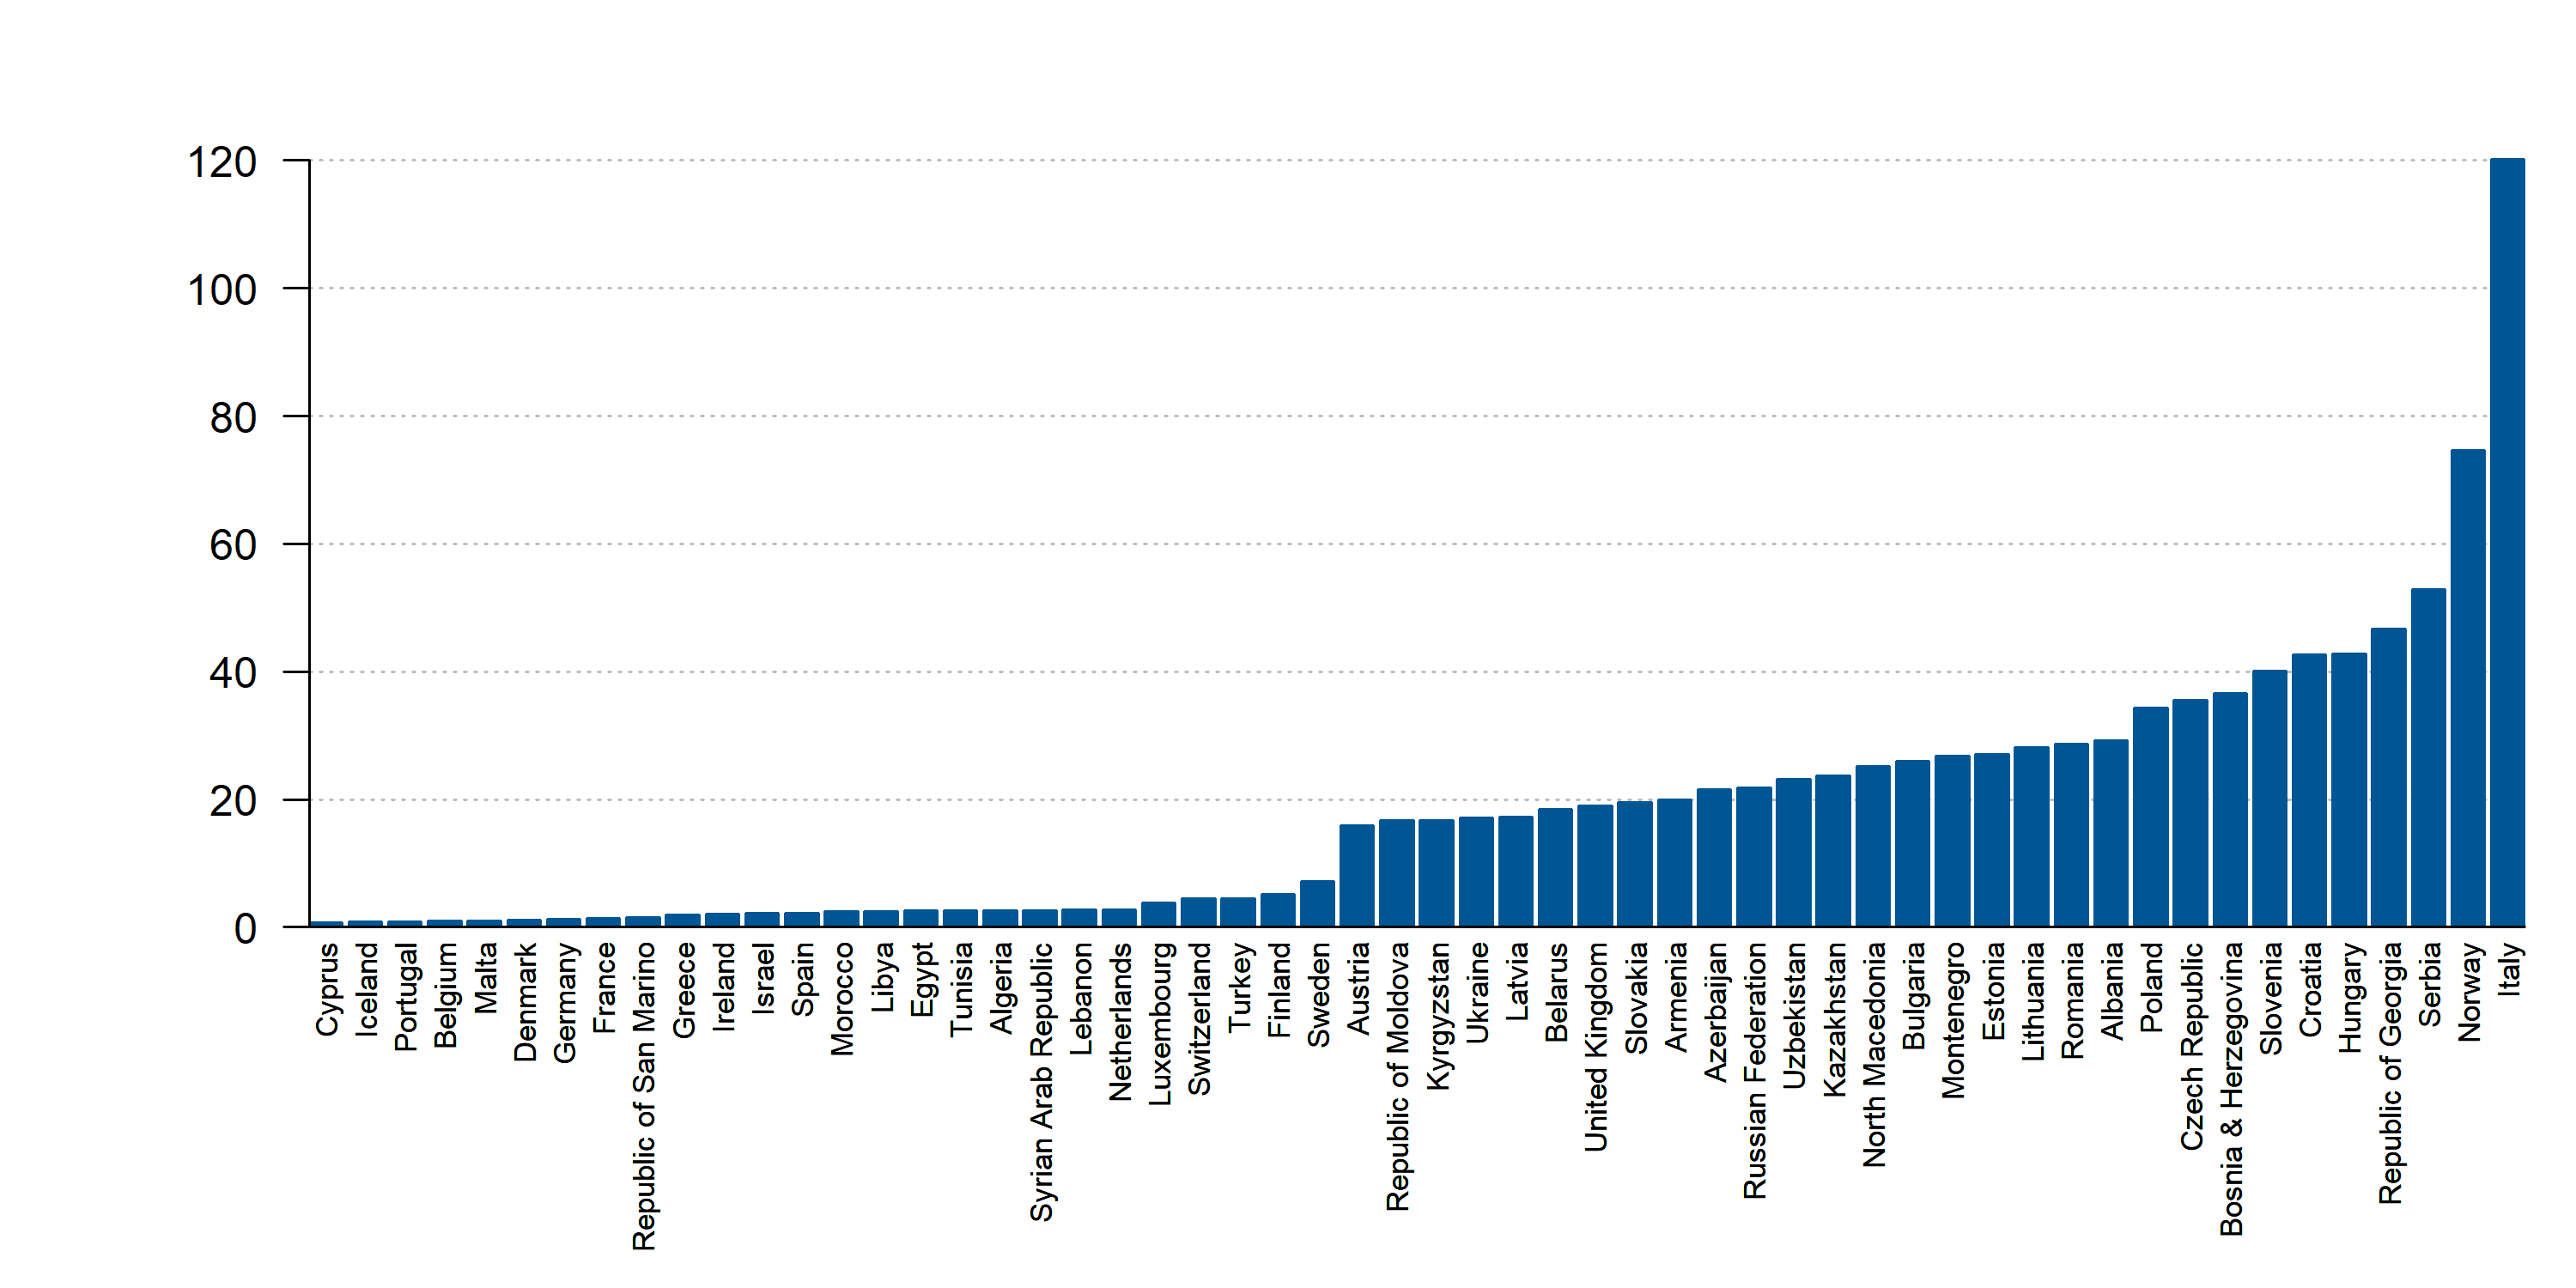 120
100
80
60
40
20
0
Cyprus
Iceland
Portugal
Belgium
Malta
Denmark
Germany
France
Republic of San Marino
Greece
Ireland
Israel
Spain
Morocco
Libya
Egypt
Tunisia
Algeria
Syrian Arab Republic
Lebanon
Netherlands
Luxembourg
Switzerland
Turkey
Finland
Sweden
Austria
Republic of Moldova
Kyrgyzstan
Ukraine
Latvia
Belarus
United Kingdom
Slovakia
Armenia
Azerbaijan
Russian Federation
Uzbekistan
Kazakhstan
North Macedonia
Bulgaria
Montenegro
Estonia
Lithuania
Romania
Albania
Poland
Czech Republic
Bosnia & Herzegovina
Slovenia
Croatia
Hungary
Republic of Georgia
Serbia
Norway
Italy